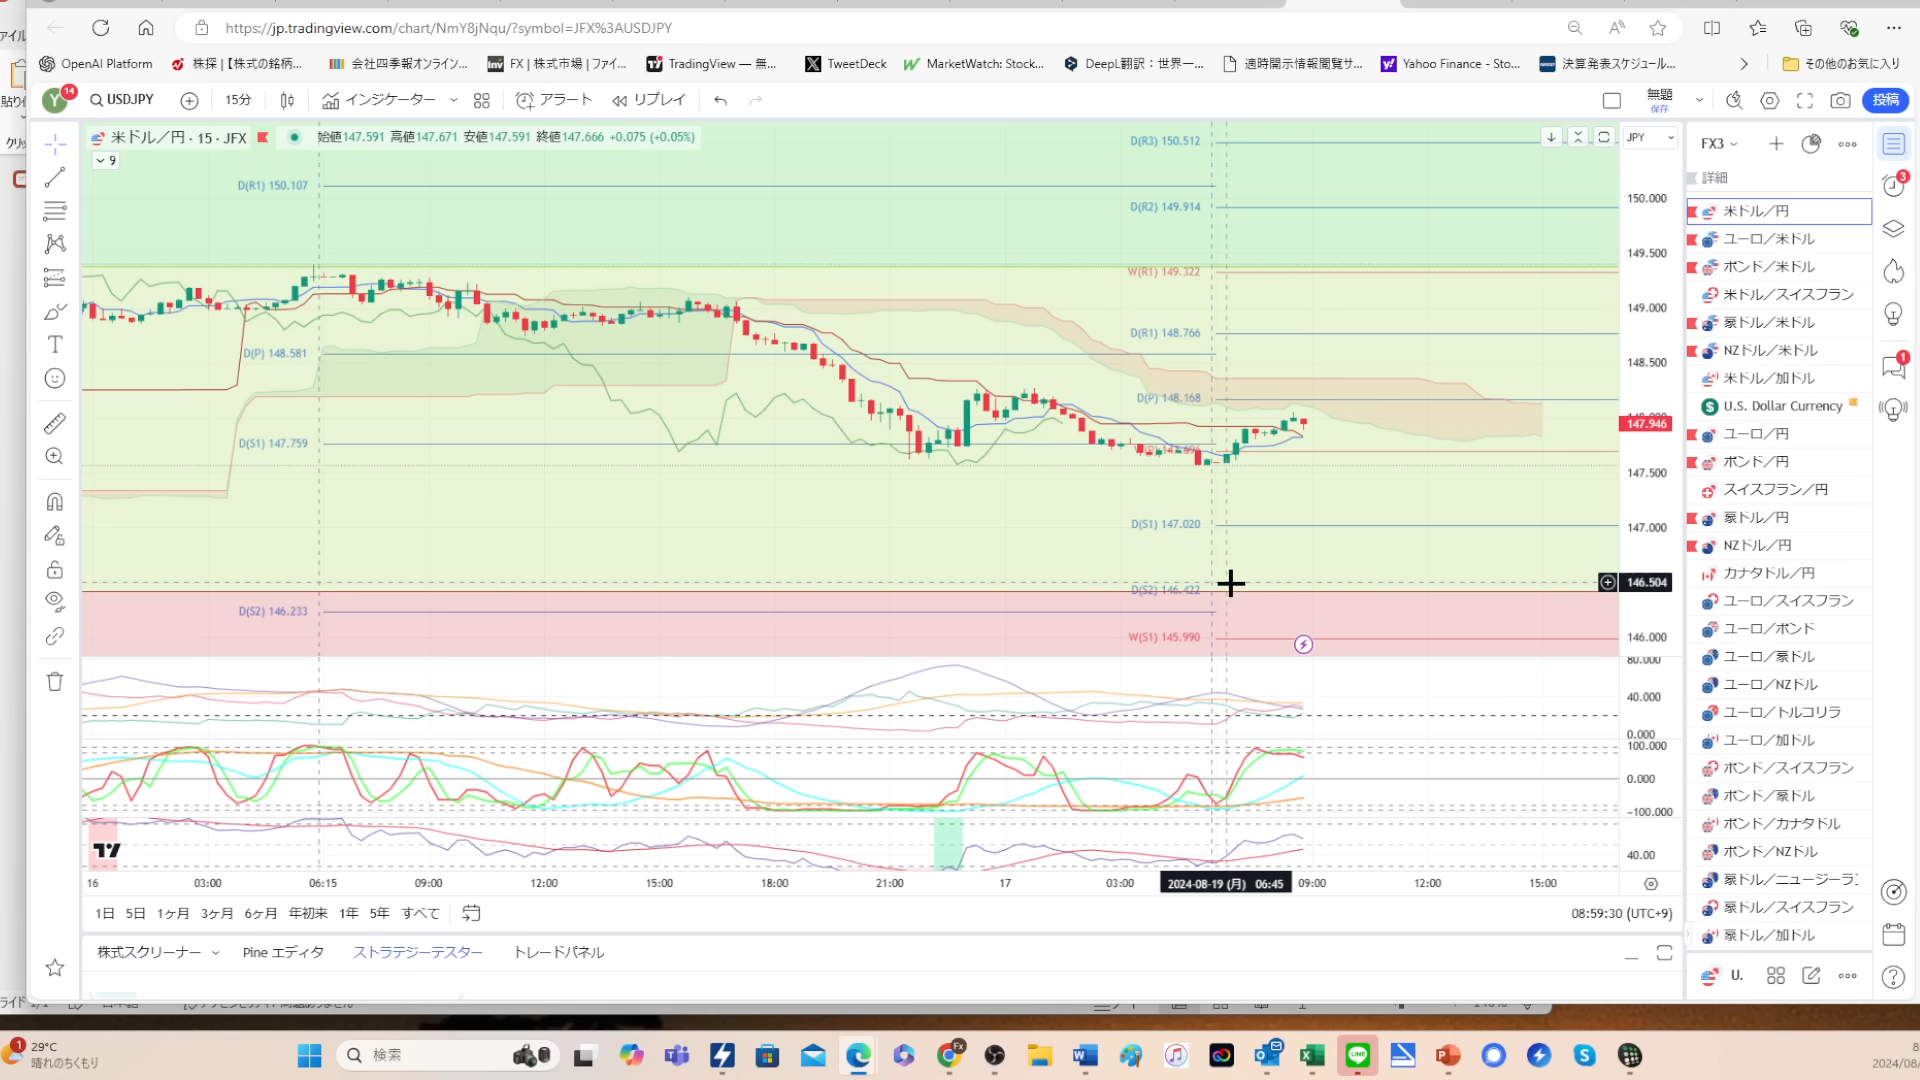 https://jp.tradingview.com/chart/NmY8jNqu/?symbol=JFX%3AUSDJPY
OpenAI Platform
株探 |【株式の銘柄...
会社四季報オンライン...
FX | 株式市場 | ファイ...
TradingView — 無...
TweetDeck
MarketWatch: Stock...
DeepL翻訳：世界一...
適時開示情報閲覧サ...
Yahoo Finance - Sto...
決算発表スケジュール...
その他のお気に入り
Y
14
USDJPY
15分
インジケーター
アラート
リプレイ
無題
保存
投稿
米ドル／円 · 15 · JFX
始値147.591 高値147.671 安値147.591 終値147.666 +0.075 (+0.05%)
9
JPY
D(R3) 150.512
D(R1) 150.107
D(R2) 149.914
W(R1) 149.322
D(R1) 148.766
D(P) 148.581
D(P) 148.168
D(S1) 147.759
D(S1) 147.020
D(S2) 146.422
D(S2) 146.233
W(S1) 145.990
150.000
149.500
149.000
148.500
147.946
147.500
147.000
146.504
146.000
80.000
40.000
0.000
100.000
0.000
-100.000
40.00
16
03:00
06:15
09:00
12:00
15:00
18:00
21:00
17
03:00
2024-08-19 (月) 06:45
09:00
12:00
15:00
1日
5日
1ヶ月
3ヶ月
6ヶ月
年初来
1年
5年
すべて
08:59:30 (UTC+9)
株式スクリーナー
Pine エディタ
ストラテジーテスター
トレードパネル
FX3
詳細
米ドル／円
ユーロ／米ドル
ポンド／米ドル
米ドル／スイスフラン
豪ドル／米ドル
NZドル／米ドル
米ドル／加ドル
U.S. Dollar Currency
ユーロ／円
ポンド／円
スイスフラン／円
豪ドル／円
NZドル／円
カナダドル／円
ユーロ／スイスフラン
ユーロ／ポンド
ユーロ／豪ドル
ユーロ／NZドル
ユーロ／トルコリラ
ユーロ／加ドル
ポンド／スイスフラン
ポンド／豪ドル
ポンド／カナダドル
ポンド／NZドル
豪ドル／ニュージーラ
豪ドル／スイスフラン
豪ドル／加ドル
U.
3
1
1
29°C
晴れのちくもり
検索
Fx
LINE